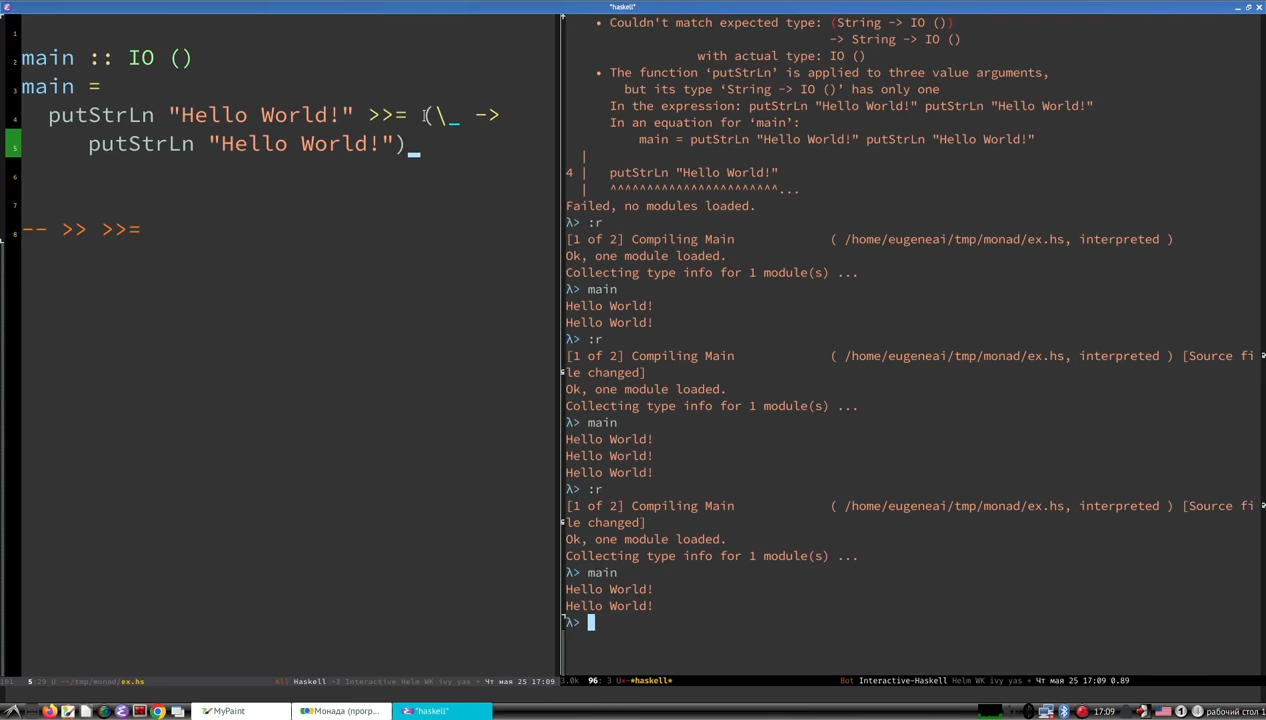 "haskell"
1
2 main :: IO ()
3 main =
4 putStrLn "Hello World!" >>= (\_ ->
5 putStrLn "Hello World!")
6
7
8 -- >> >>=
5:29 U --/tmp/monad/ex.hs Haskell ÷3 Interactive Helm WK ivy yas ÷ Чт мая 25 17:09
• Couldn't match expected type: (String -> IO ())
-> String -> IO ()
with actual type: IO ()
• The function ‘putStrLn’ is applied to three value arguments,
but its type ‘String -> IO ()’ has only one
In the expression: putStrLn "Hello World!" putStrLn "Hello World!"
In an equation for ‘main’:
main = putStrLn "Hello World!" putStrLn "Hello World!"
|
4 | putStrLn "Hello World!"
| ^^^^^^^^^^^^^^^^^^^^^^^...
Failed, no modules loaded.
λ> :r
[1 of 2] Compiling Main ( /home/eugeneai/tmp/monad/ex.hs, interpreted )
Ok, one module loaded.
Collecting type info for 1 module(s) ...
λ> main
Hello World!
Hello World!
λ> :r
[1 of 2] Compiling Main ( /home/eugeneai/tmp/monad/ex.hs, interpreted ) [Source fi
le changed]
Ok, one module loaded.
Collecting type info for 1 module(s) ...
λ> main
Hello World!
Hello World!
Hello World!
λ> :r
[1 of 2] Compiling Main ( /home/eugeneai/tmp/monad/ex.hs, interpreted ) [Source fi
le changed]
Ok, one module loaded.
Collecting type info for 1 module(s) ...
λ> main
Hello World!
Hello World!
λ>
3.0k 96: 3 U *haskell* Bot Interactive-Haskell Helm WK ivy yas ÷ Чт мая 25 17:09 0.89
MyPaint
Монада (прогр...
"haskell"
17:09
рабочий стол 1